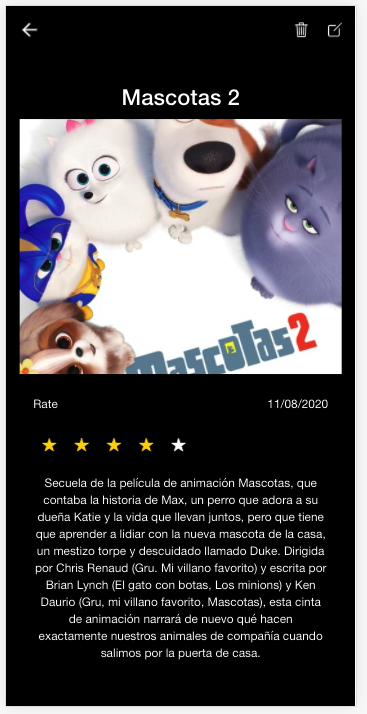 Mascotas 2
mascotas2
Rate
11/08/2020
Secuela de la película de animación Mascotas, que
contaba la historia de Max, un perro que adora a su
dueña Katie y la vida que llevan juntos, pero que tiene
que aprender a lidiar con la nueva mascota de la casa,
un mestizo torpe y descuidado llamado Duke. Dirigida
por Chris Renaud (Gru. Mi villano favorito) y escrita por
Brian Lynch (El gato con botas, Los minions) y Ken
Daurio (Gru, mi villano favorito, Mascotas), esta cinta
de animación narrará de nuevo qué hacen
exactamente nuestros animales de compañía cuando
salimos por la puerta de casa.